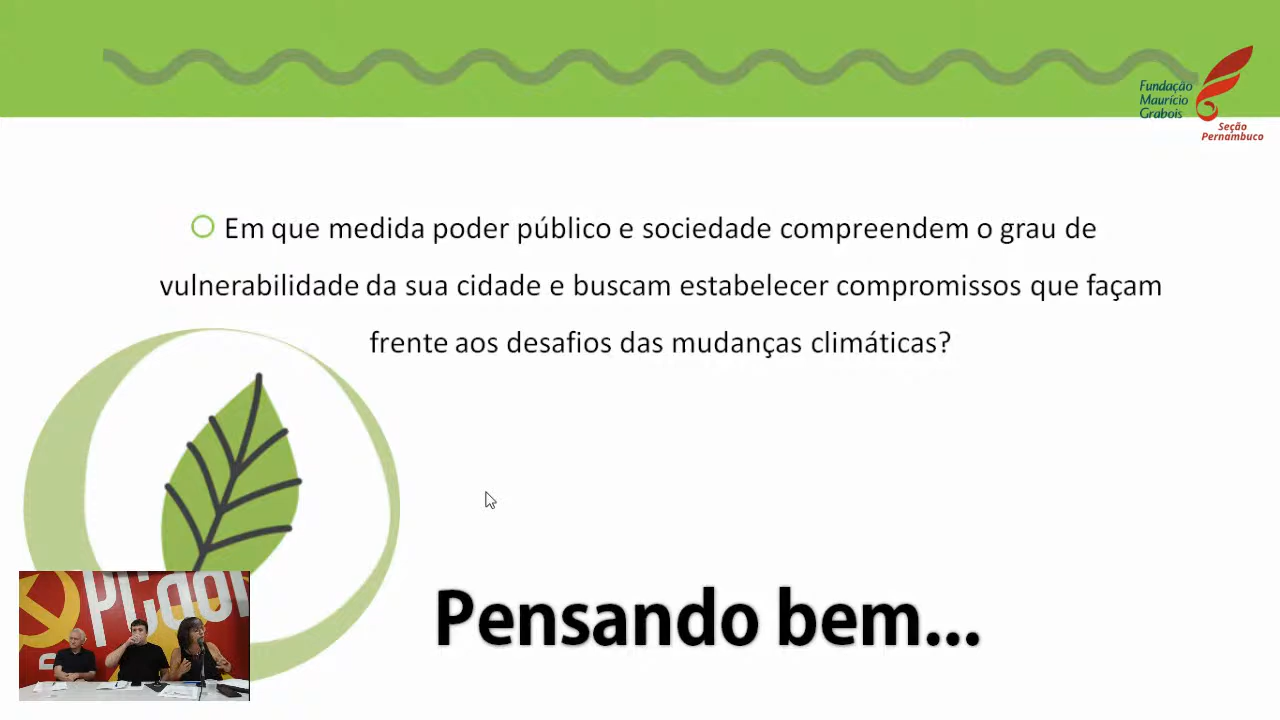 Fundação
Maurício
Grabois
Seção
Pernambuco
Em que medida poder público e sociedade compreendem o grau de
vulnerabilidade da sua cidade e buscam estabelecer compromissos que façam
frente aos desafios das mudanças climáticas?
Pensando bem...